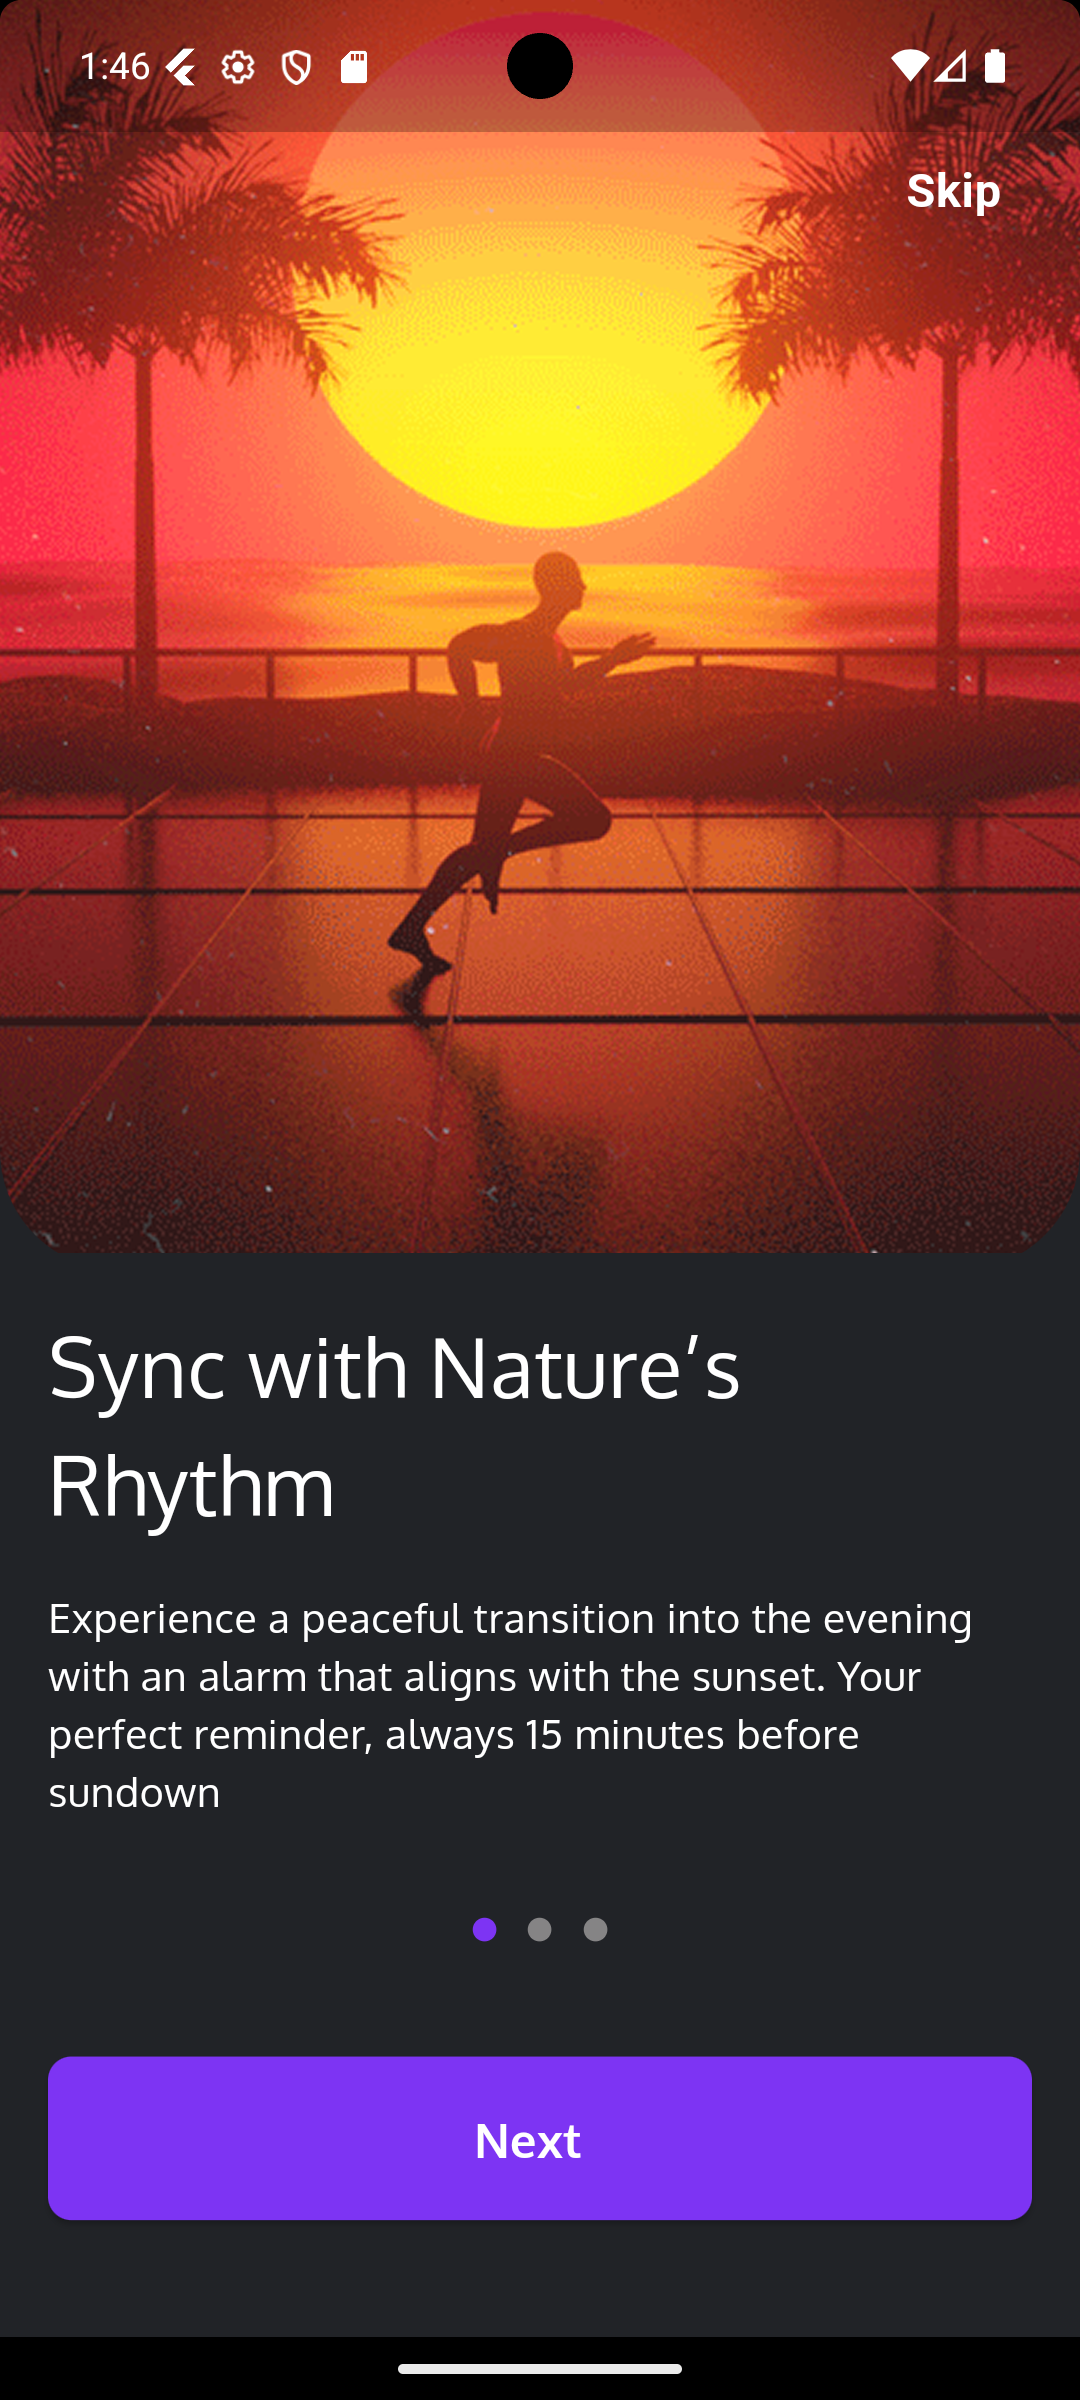 1:46
Skip
Sync with Nature’s
Rhythm
Experience a peaceful transition into the evening
with an alarm that aligns with the sunset. Your
perfect reminder, always 15 minutes before
sundown
Next